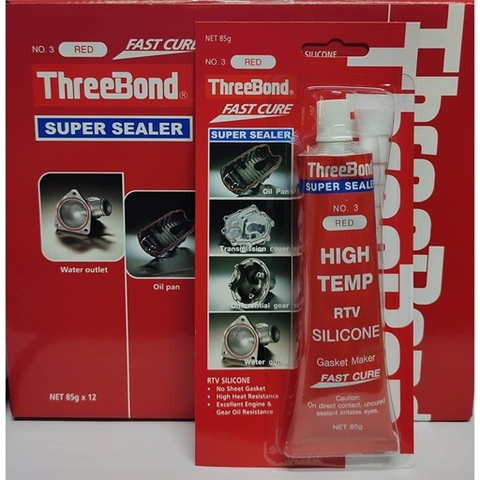 NO. 3 RED FAST CURE
ThreeBond®
SUPER SEALER
Water outlet
Oil pan
NET 85g x 12
NET 85g
NO. 3 RED
SILICONE
ThreeBond®
FAST CURE
SUPER SEALER
Oil Pan
Transmission cover
Differential gear
Water outlet
RTV SILICONE
• No Sheet Gasket
• High Heat Resistance
• Excellent Engine &
Gear Oil Resistance
ThreeBond
SUPER SEALER
NO. 3
RED
HIGH
TEMP
RTV
SILICONE
Gasket Maker
FAST CURE
Caution:
On direct contact, uncured
sealant irritates eyes.
NET 85g
ThreeBond